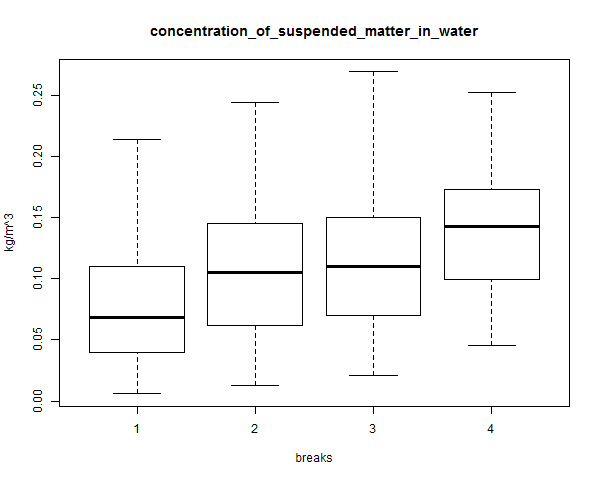 concentration_of_suspended_matter_in_water
kg/m^3
0.25
0.20
0.15
0.10
0.05
0.00
1 2 3 4
breaks